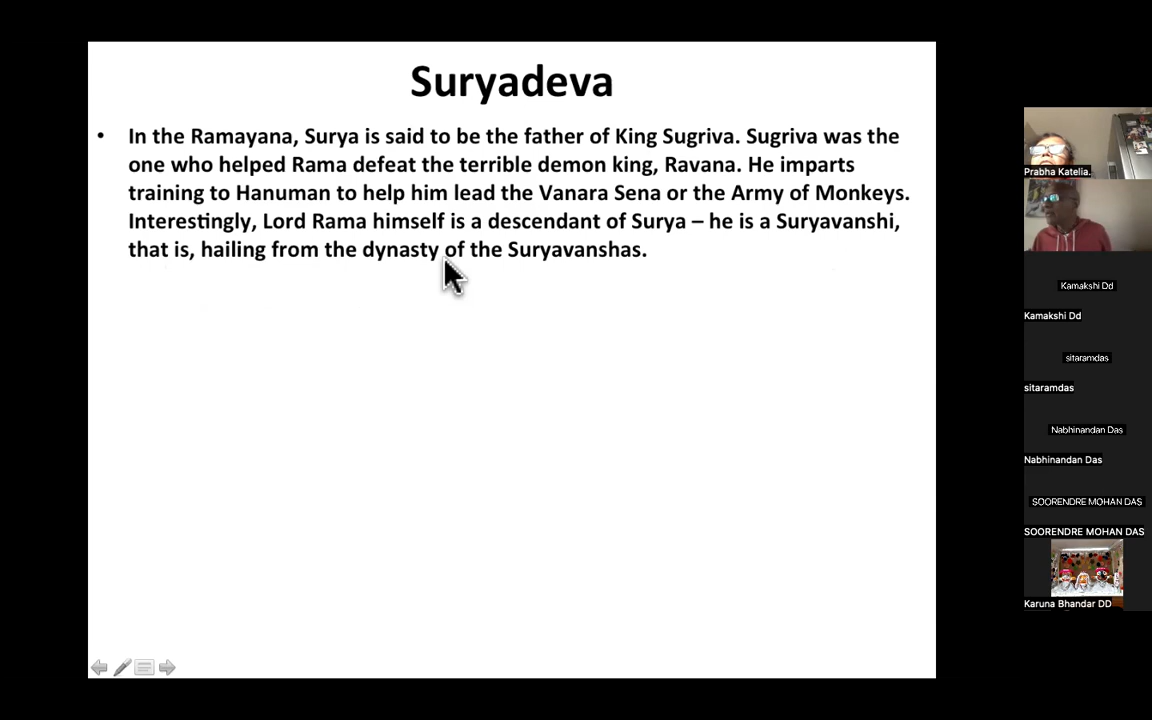 Suryadeva
• In the Ramayana, Surya is said to be the father of King Sugriva. Sugriva was the
one who helped Rama defeat the terrible demon king, Ravana. He imparts
training to Hanuman to help him lead the Vanara Sena or the Army of Monkeys.
Interestingly, Lord Rama himself is a descendant of Surya – he is a Suryavanshi,
that is, hailing from the dynasty of the Suryavanshas.
Prabha Katelia.
Kamakshi Dd
Kamakshi Dd
sitaramdas
sitaramdas
Nabhinandan Das
Nabhinandan Das
SOORENDRE MOHAN DAS
SOORENDRE MOHAN DAS
Karuna Bhandar DD